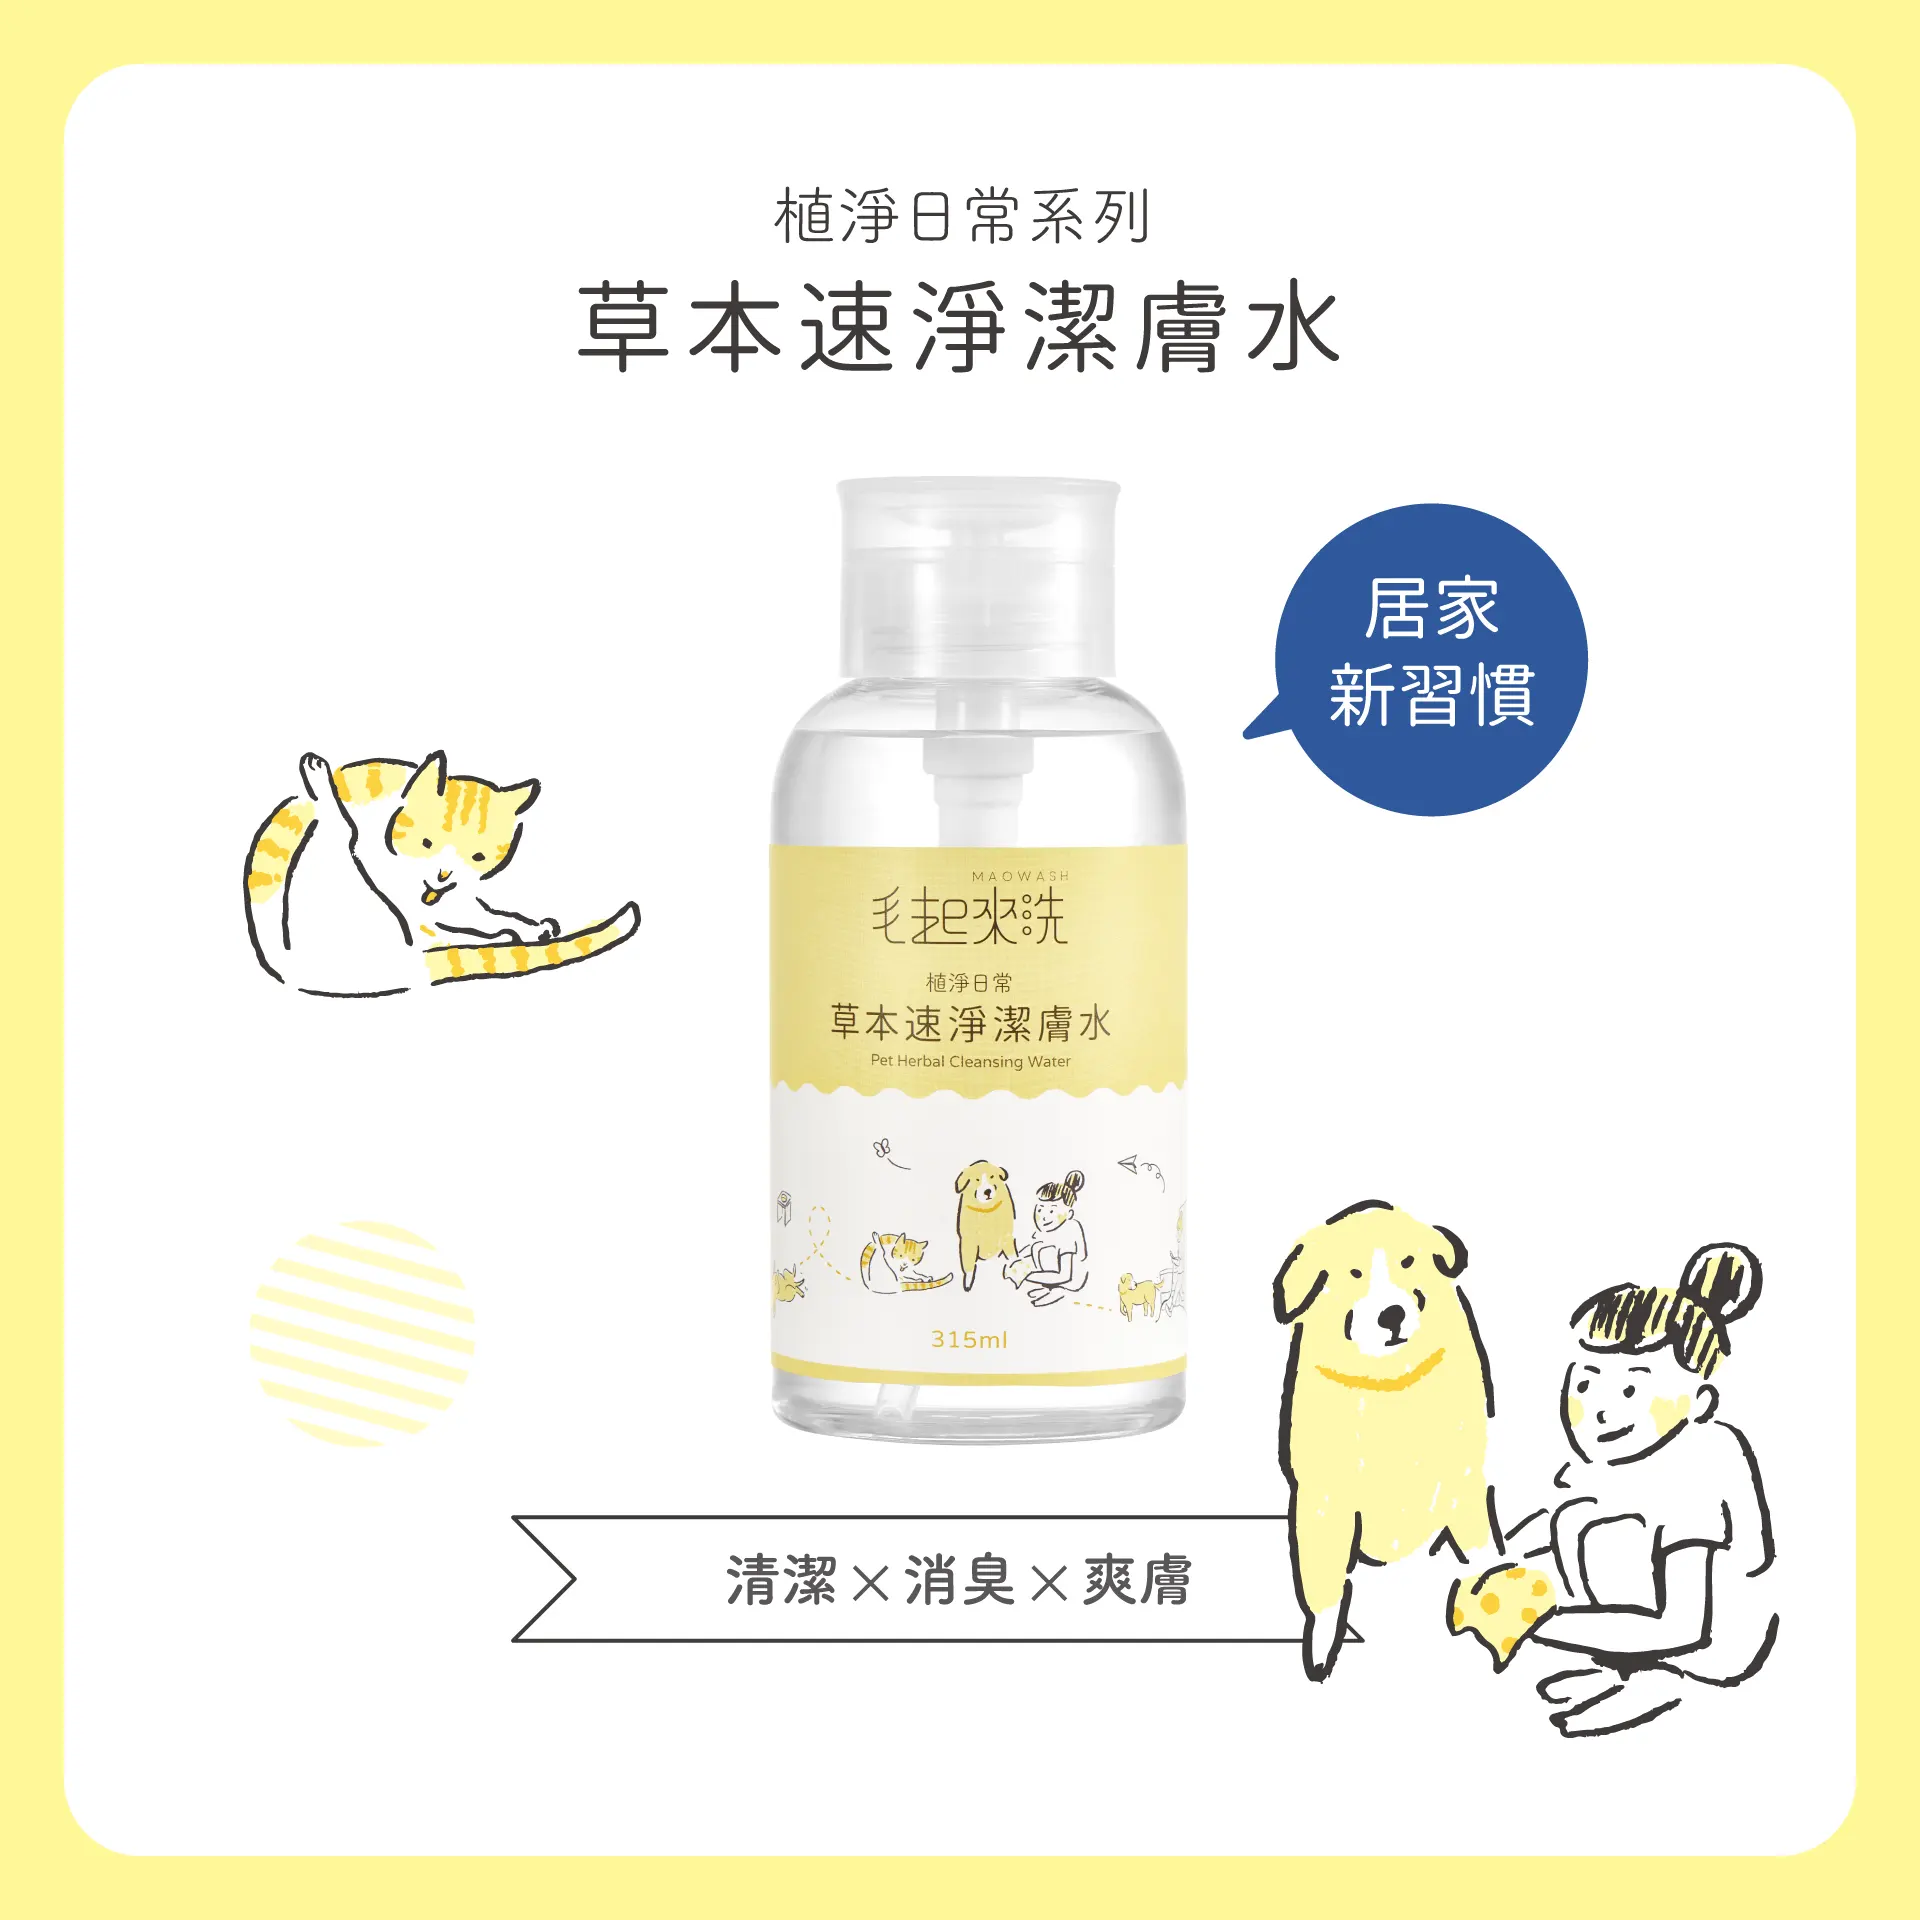 植淨日常系列
草本速淨潔膚水
居家
新習慣
MAOWASH
毛起來洗
植淨日常
草本速淨潔膚水
Pet Herbal Cleansing Water
315ml
清潔×消臭×爽膚